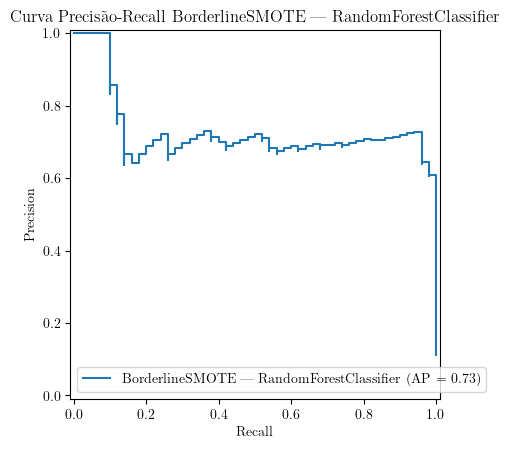 Curva Precisão-Recall BorderlineSMOTE — RandomForestClassifier
1.0
0.8
0.6
0.4
0.2
0.0
Precision
BorderlineSMOTE — RandomForestClassifier (AP = 0.73)
0.0 0.2 0.4 0.6 0.8 1.0
Recall